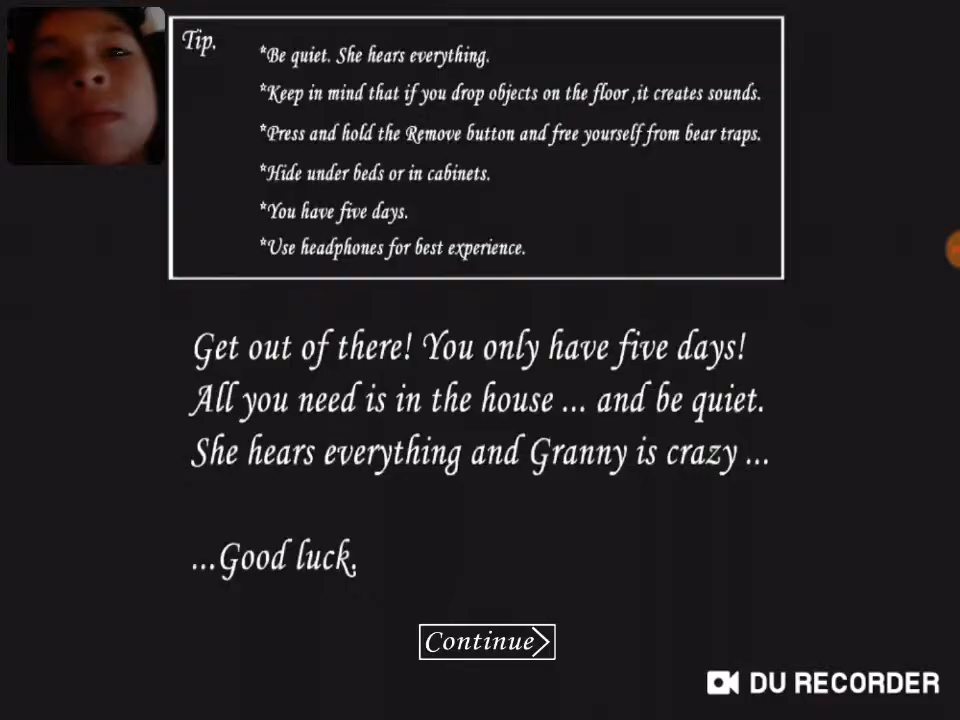 Tip.
*Be quiet. She hears everything.
*Keep in mind that if you drop objects on the floor ,it creates sounds.
*Press and hold the Remove button and free yourself from bear traps.
*Hide under beds or in cabinets.
*You have five days.
*Use headphones for best experience.
Get out of there! You only have five days!
All you need is in the house ... and be quiet.
She hears everything and Granny is crazy ...
...Good luck.
Continue
DU RECORDER